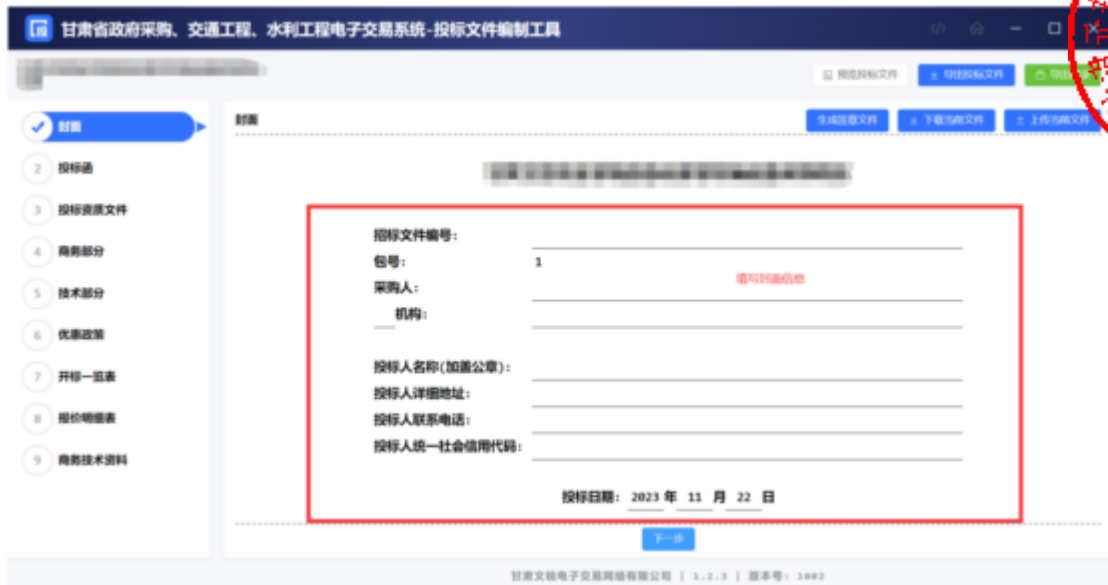 甘肃省政府采购、交通工程、水利工程电子交易系统-投标文件编制工具
预览投标文件 导出投标文件
封面
生成签章文件 下载当前文件 上传当前文件
封面
2 投标函
3 投标资质文件
4 商务部分
5 技术部分
6 优惠政策
7 开标一览表
8 报价明细表
9 商务技术资料
招标文件编号：
包号： 1
填写封面信息
采购人：
机构：
投标人名称(加盖公章)：
投标人详细地址：
投标人联系电话：
投标人统一社会信用代码：
投标日期： 2023 年 11 月 22 日
下一步
甘肃文锐电子交易网络有限公司 | 1.2.3 | 版本号: 1002